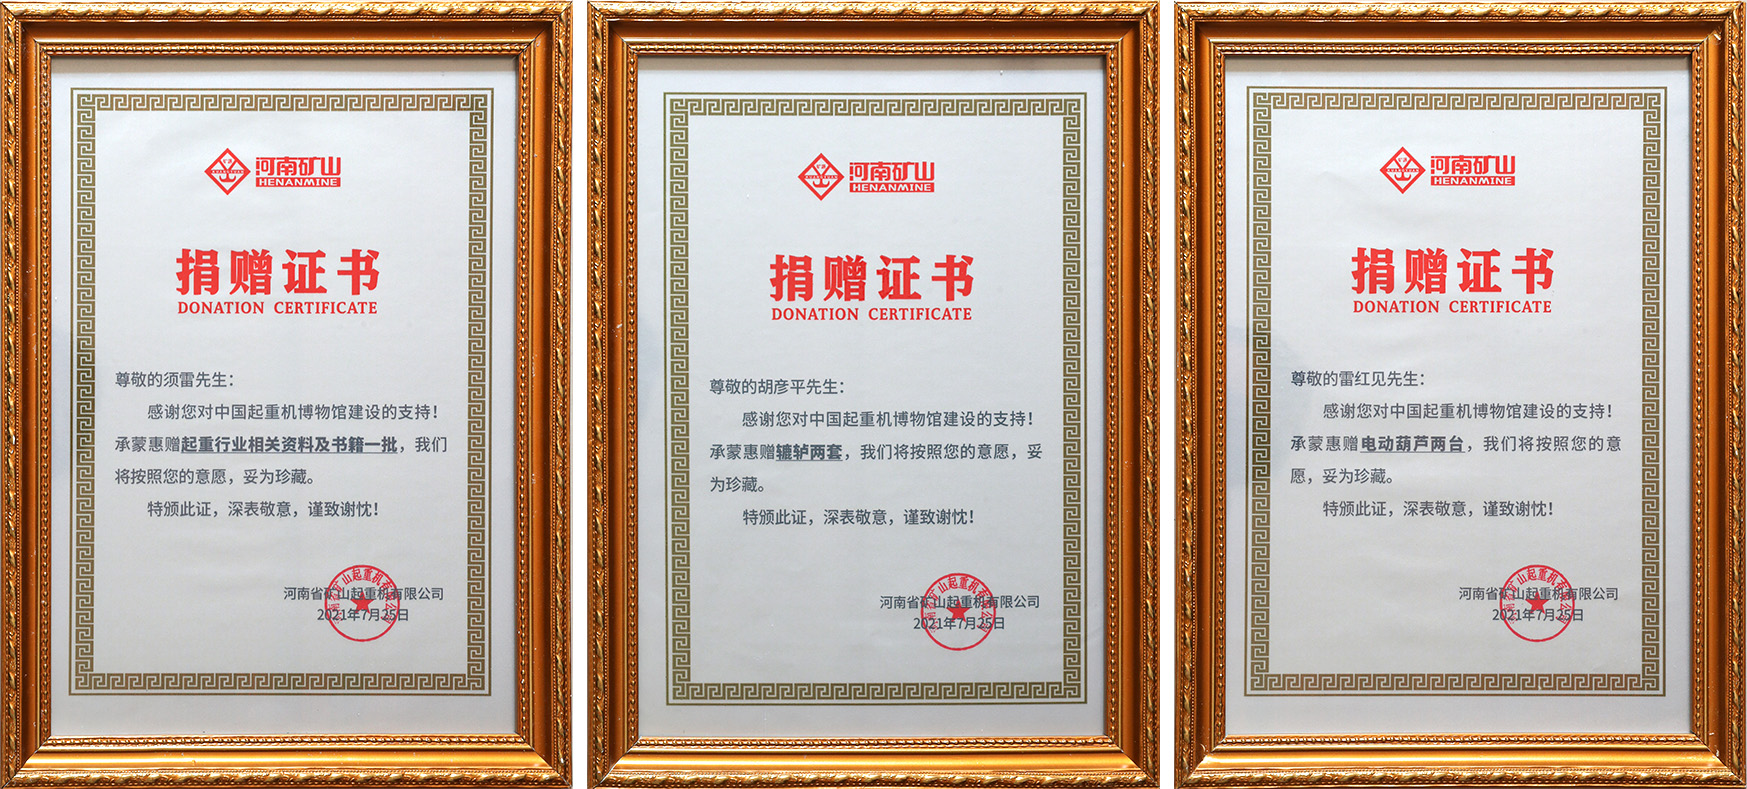 河南矿山
HENANMINE
捐赠证书
DONATION CERTIFICATE
尊敬的须雷先生：
感谢您对中国起重机博物馆建设的支持！
承蒙惠赠起重行业相关资料及书籍一批，我们
将按照您的意愿，妥为珍藏。
特颁此证，深表敬意，谨致谢忱！
河南省矿山起重机有限公司
2021年7月25日
河南矿山
HENANMINE
捐赠证书
DONATION CERTIFICATE
尊敬的胡彦平先生：
感谢您对中国起重机博物馆建设的支持！
承蒙惠赠辘轳两套，我们将按照您的意愿，妥
为珍藏。
特颁此证，深表敬意，谨致谢忱！
河南省矿山起重机有限公司
2021年7月25日
河南矿山
HENANMINE
捐赠证书
DONATION CERTIFICATE
尊敬的雷红见先生：
感谢您对中国起重机博物馆建设的支持！
承蒙惠赠电动葫芦两台，我们将按照您的意
愿，妥为珍藏。
特颁此证，深表敬意，谨致谢忱！
河南省矿山起重机有限公司
2021年7月25日